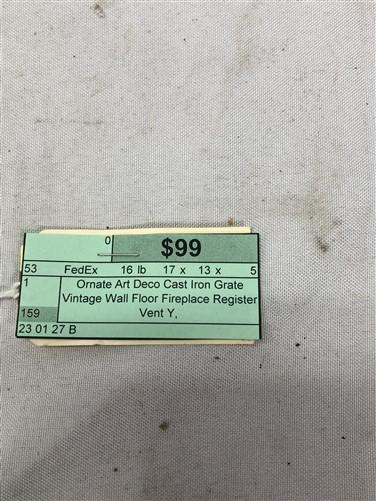 0 $99
53 FedEx 16 lb 17 x 13 x 5
1 Ornate Art Deco Cast Iron Grate
Vintage Wall Floor Fireplace Register
159 Vent Y,
23 01 27 B